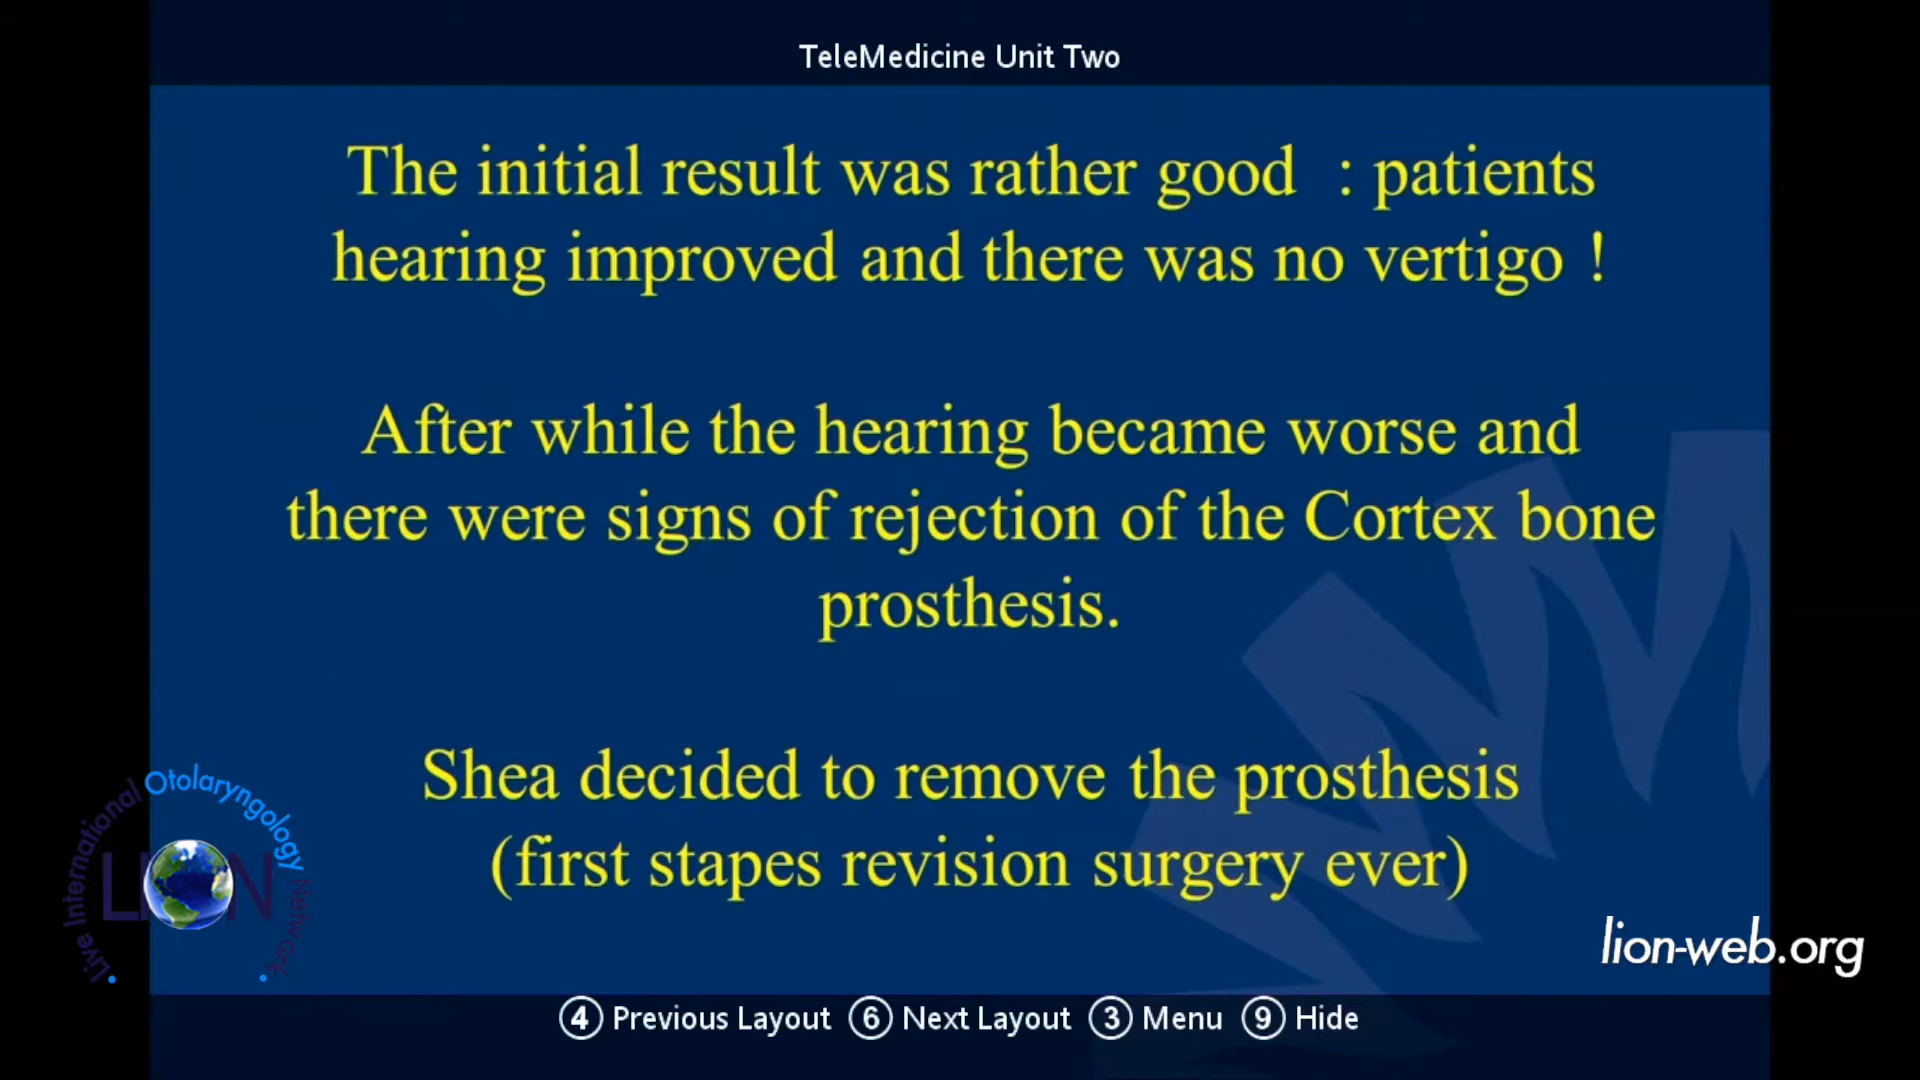 TeleMedicine Unit Two
The initial result was rather good : patients
hearing improved and there was no vertigo !
After while the hearing became worse and
there were signs of rejection of the Cortex bone
prosthesis.
Shea decided to remove the prosthesis
(first stapes revision surgery ever)
Live International Otolaryngology Network
LION
lion-web.org
4 Previous Layout 6 Next Layout 3 Menu 9 Hide